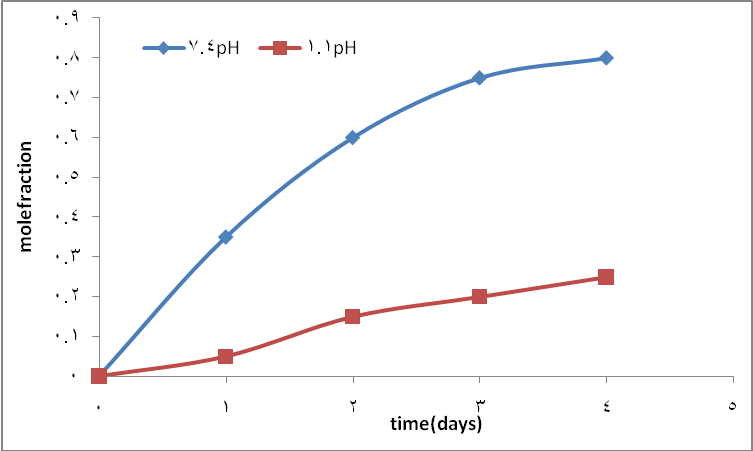 ٠.٩
٠.٨
٠.٧
٠.٦
٠.٥
٠.٤
٠.٣
٠.٢
٠.١
٠
٧.٤pH
١.١pH
molefraction
٠ ١ ٢ ٣ ٤ ٥
time(days)